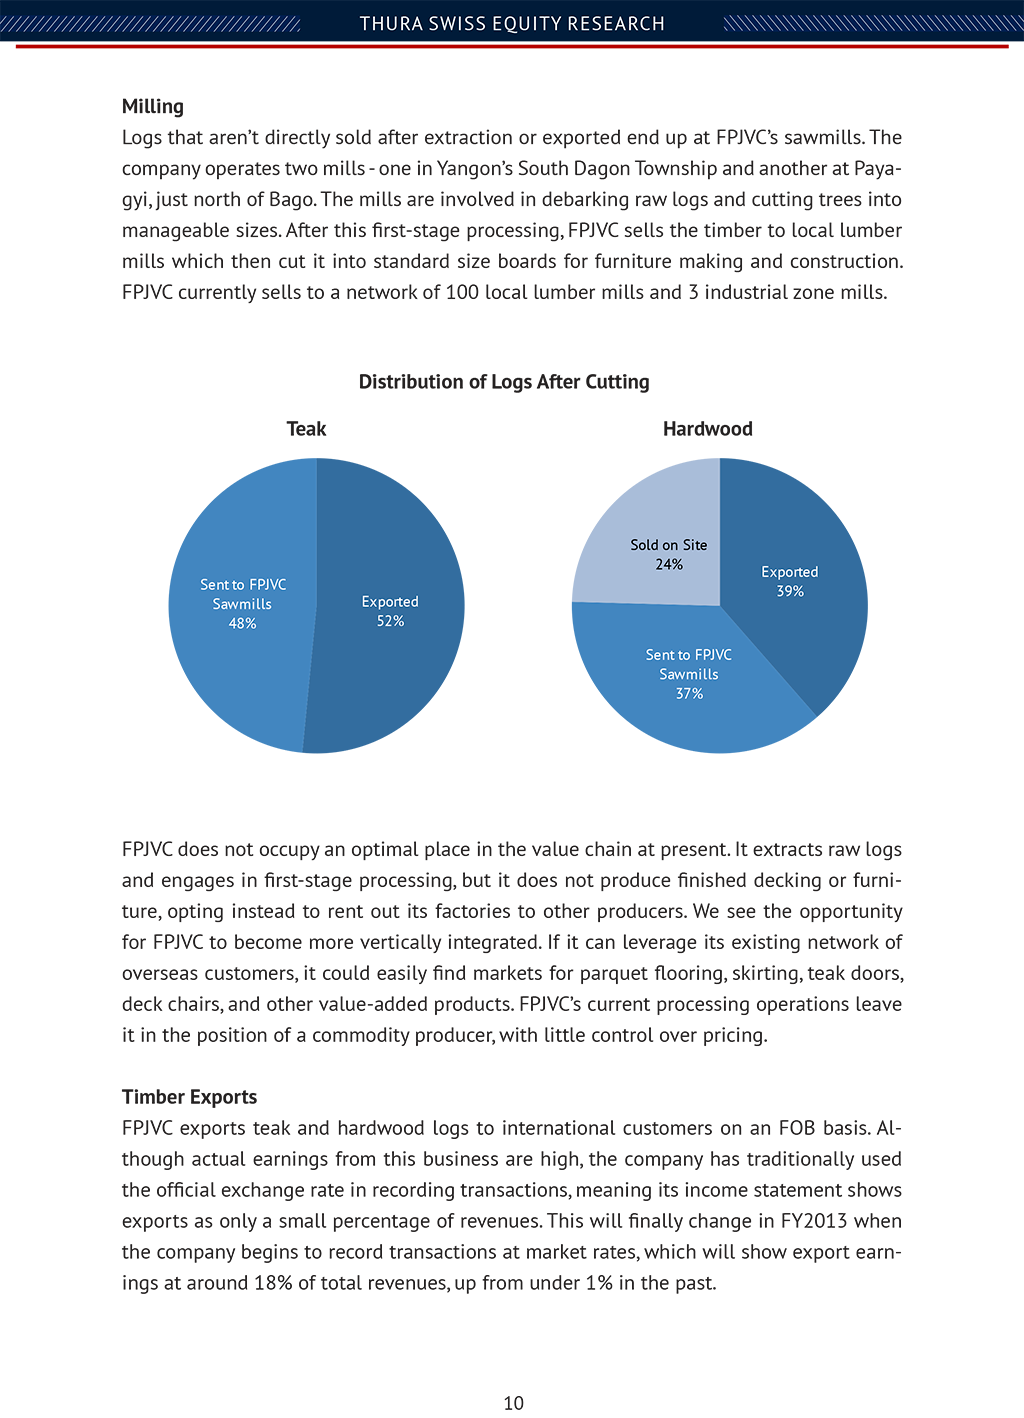 THURA SWISS EQUITY RESEARCH
Milling
Logs that aren’t directly sold after extraction or exported end up at FPJVC’s sawmills. The
company operates two mills - one in Yangon’s South Dagon Township and another at Paya-
gyi, just north of Bago. The mills are involved in debarking raw logs and cutting trees into
manageable sizes. After this first-stage processing, FPJVC sells the timber to local lumber
mills which then cut it into standard size boards for furniture making and construction.
FPJVC currently sells to a network of 100 local lumber mills and 3 industrial zone mills.
Distribution of Logs After Cutting
Teak
Sent to FPJVC
Sawmills
48%
Exported
52%
Hardwood
Sold on Site
24%
Exported
39%
Sent to FPJVC
Sawmills
37%
FPJVC does not occupy an optimal place in the value chain at present. It extracts raw logs
and engages in first-stage processing, but it does not produce finished decking or furni-
ture, opting instead to rent out its factories to other producers. We see the opportunity
for FPJVC to become more vertically integrated. If it can leverage its existing network of
overseas customers, it could easily find markets for parquet flooring, skirting, teak doors,
deck chairs, and other value-added products. FPJVC’s current processing operations leave
it in the position of a commodity producer, with little control over pricing.
Timber Exports
FPJVC exports teak and hardwood logs to international customers on an FOB basis. Al-
though actual earnings from this business are high, the company has traditionally used
the official exchange rate in recording transactions, meaning its income statement shows
exports as only a small percentage of revenues. This will finally change in FY2013 when
the company begins to record transactions at market rates, which will show export earn-
ings at around 18% of total revenues, up from under 1% in the past.
10